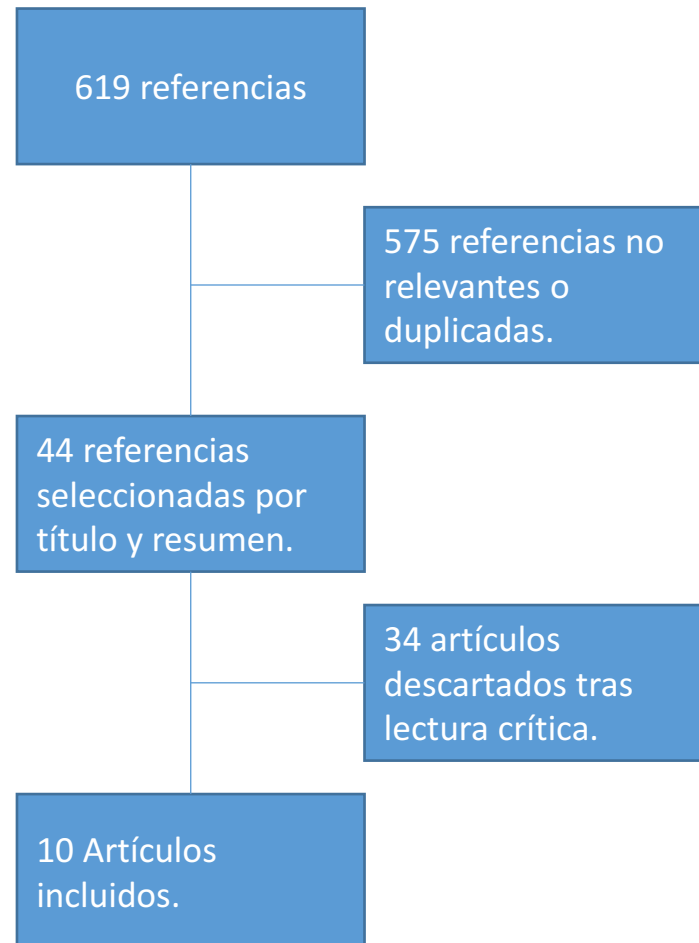 619 referencias
575 referencias no
relevantes o
duplicadas.
44 referencias
seleccionadas por
título y resumen.
34 artículos
descartados tras
lectura crítica.
10 Artículos
incluidos.